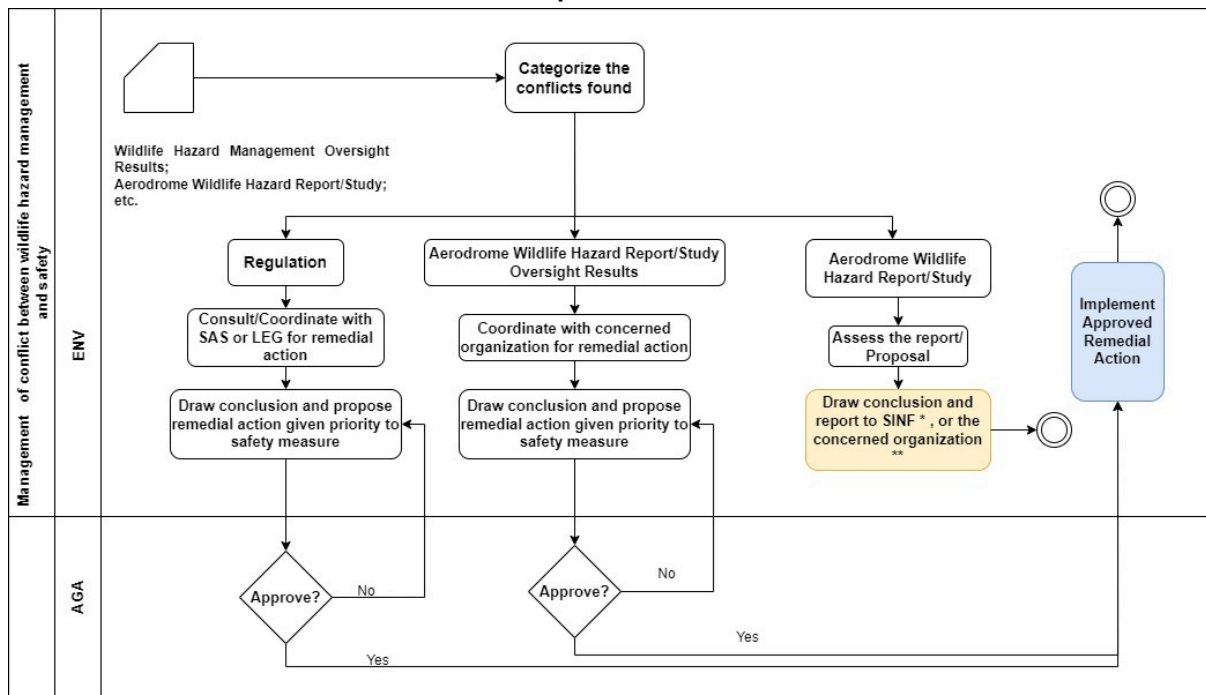 Management of conflict between wildlife hazard management
and safety
ENV
AGA
Categorize the
conflicts found
Wildlife Hazard Management Oversight
Results;
Aerodrome Wildlife Hazard Report/Study;
etc.
Regulation
Consult/Coordinate with
SAS or LEG for remedial
action
Draw conclusion and propose
remedial action given priority to
safety measure
Approve?
No
Yes
Aerodrome Wildlife Hazard Report/Study
Oversight Results
Coordinate with concerned
organization for remedial action
Draw conclusion and propose
remedial action given priority to
safety measure
Approve?
No
Yes
Aerodrome Wildlife
Hazard Report/Study
Assess the report/
Proposal
Draw conclusion and
report to SINF * , or the
concerned organization
**
Implement
Approved
Remedial
Action